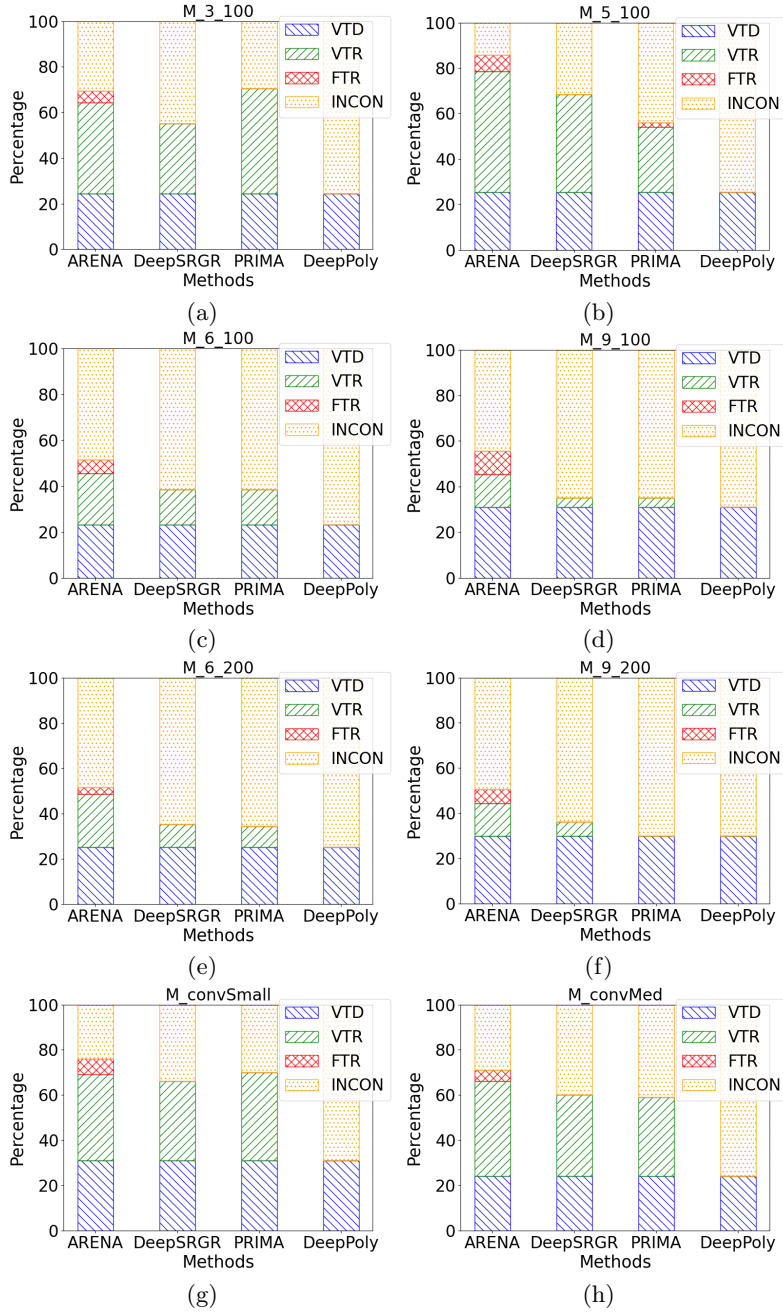 M_3_100
100
80
60
40
20
0
Percentage
VTD
VTR
FTR
INCON
ARENA DeepSRGR PRIMA DeepPoly
Methods
(a)
M_5_100
100
80
60
40
20
0
Percentage
VTD
VTR
FTR
INCON
ARENA DeepSRGR PRIMA DeepPoly
Methods
(b)
M_6_100
100
80
60
40
20
0
Percentage
VTD
VTR
FTR
INCON
ARENA DeepSRGR PRIMA DeepPoly
Methods
(c)
M_9_100
100
80
60
40
20
0
Percentage
VTD
VTR
FTR
INCON
ARENA DeepSRGR PRIMA DeepPoly
Methods
(d)
M_6_200
100
80
60
40
20
0
Percentage
VTD
VTR
FTR
INCON
ARENA DeepSRGR PRIMA DeepPoly
Methods
(e)
M_9_200
100
80
60
40
20
0
Percentage
VTD
VTR
FTR
INCON
ARENA DeepSRGR PRIMA DeepPoly
Methods
(f)
M_convSmall
100
80
60
40
20
0
Percentage
VTD
VTR
FTR
INCON
ARENA DeepSRGR PRIMA DeepPoly
Methods
(g)
M_convMed
100
80
60
40
20
0
Percentage
VTD
VTR
FTR
INCON
ARENA DeepSRGR PRIMA DeepPoly
Methods
(h)